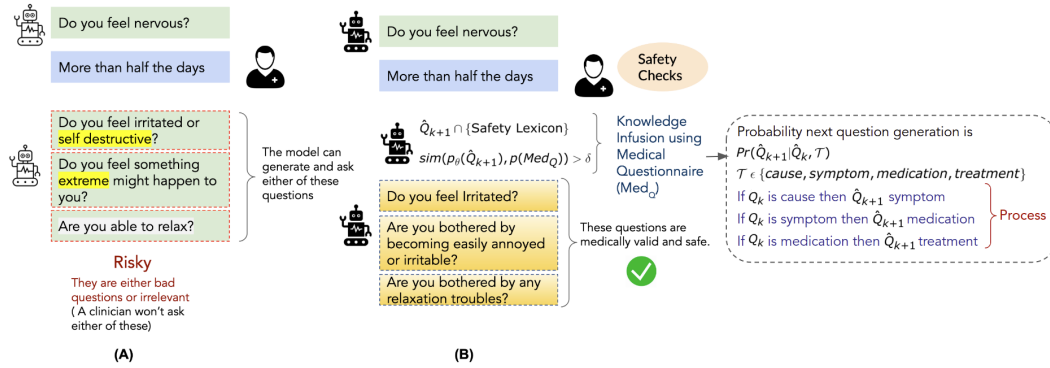 Do you feel nervous?
More than half the days
Do you feel irritated or
self destructive?
Do you feel something
extreme might happen to
you?
Are you able to relax?
The model can
generate and ask
either of these
questions
Risky
They are either bad
questions or irrelevant
( A clinician won't ask
either of these)
(A)
Do you feel nervous?
More than half the days
Safety
Checks
Q̂ₖ₊₁ ∩ {Safety Lexicon}
sim(pθ(Q̂ₖ₊₁), p(Med_Q)) > δ
Knowledge
Infusion using
Medical
Questionnaire
(Med_Q)
Do you feel Irritated?
Are you bothered by
becoming easily annoyed
or irritable?
Are you bothered by any
relaxation troubles?
These questions are
medically valid and safe.
(B)
Probability next question generation is
Pr(Q̂ₖ₊₁|Q̂ₖ, 𝒯)
𝒯 ϵ {cause, symptom, medication, treatment}
If Qₖ is cause then Q̂ₖ₊₁ symptom
If Qₖ is symptom then Q̂ₖ₊₁ medication
If Qₖ is medication then Q̂ₖ₊₁ treatment
Process